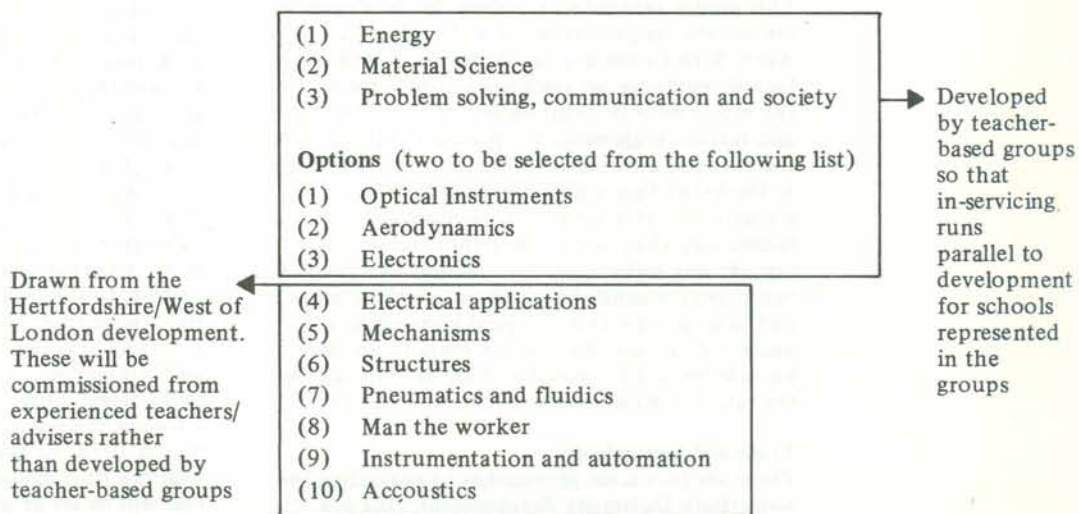 (1) Energy
(2) Material Science
(3) Problem solving, communication and society
Options (two to be selected from the following list)
(1) Optical Instruments
(2) Aerodynamics
(3) Electronics
Developed
by teacher-
based groups
so that
in-servicing
runs
parallel to
development
for schools
represented
in the
groups
Drawn from the
Hertfordshire/West of
London development.
These will be
commissioned from
experienced teachers/
advisers rather
than developed by
teacher-based groups
(4) Electrical applications
(5) Mechanisms
(6) Structures
(7) Pneumatics and fluidics
(8) Man the worker
(9) Instrumentation and automation
(10) Accoustics